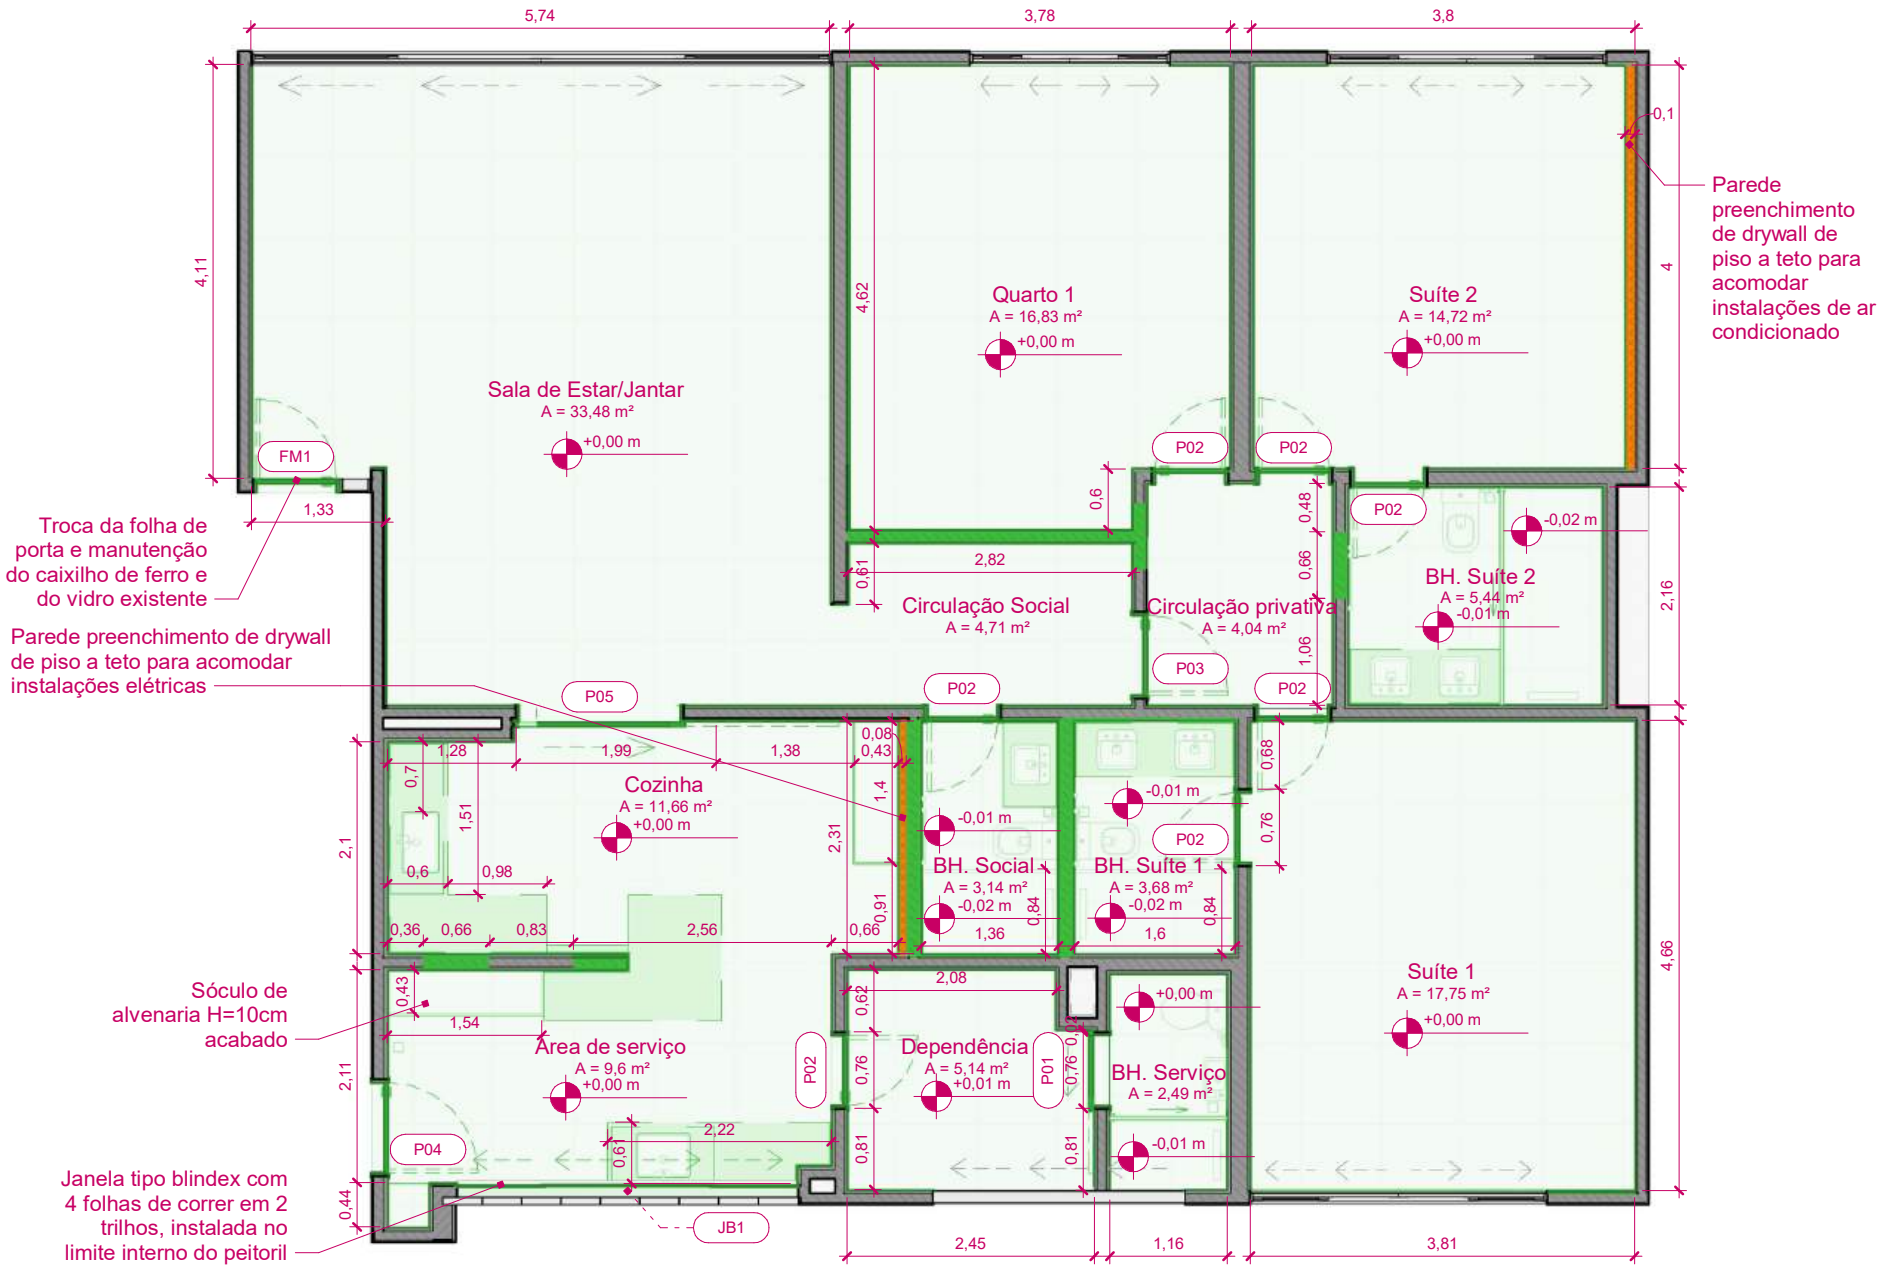 5,74
3,78
3,8
4,11
4,62
0,1
4
Parede
preenchimento
de drywall de
piso a teto para
acomodar
instalações de ar
condicionado
Quarto 1
A = 16,83 m²
+0,00 m
Suíte 2
A = 14,72 m²
+0,00 m
Sala de Estar/Jantar
A = 33,48 m²
+0,00 m
FM1
P02
P02
1,33
0,6
0,48
P02
-0,02 m
Troca da folha de
porta e manutenção
do caixilho de ferro e
do vidro existente
0,61
2,82
0,66
BH. Suíte 2
A = 5,44 m²
-0,01 m
2,16
Circulação Social
A = 4,71 m²
Circulação privativa
A = 4,04 m²
1,06
Parede preenchimento de drywall
de piso a teto para acomodar
instalações elétricas
P03
P05
P02
P02
1,28
1,99
1,38
0,08
0,43
0,68
0,7
1,51
1,4
Cozinha
A = 11,66 m²
+0,00 m
2,31
-0,01 m
-0,01 m
0,76
P02
2,1
0,6
0,98
BH. Social
A = 3,14 m²
-0,02 m
0,84
BH. Suíte 1
A = 3,68 m²
-0,02 m
0,84
0,91
0,36
0,66
0,83
2,56
0,66
1,36
1,6
4,66
Sóculo de
alvenaria H=10cm
acabado
0,43
1,54
2,08
0,62
+0,00 m
Suíte 1
A = 17,75 m²
+0,00 m
0,02
2,11
Área de serviço
A = 9,6 m²
+0,00 m
P02
0,76
Dependência
A = 5,14 m²
+0,01 m
P01
0,76
BH. Serviço
A = 2,49 m²
P04
2,22
0,61
0,81
0,81
-0,01 m
Janela tipo blindex com
4 folhas de correr em 2
trilhos, instalada no
limite interno do peitoril
0,44
JB1
2,45
1,16
3,81